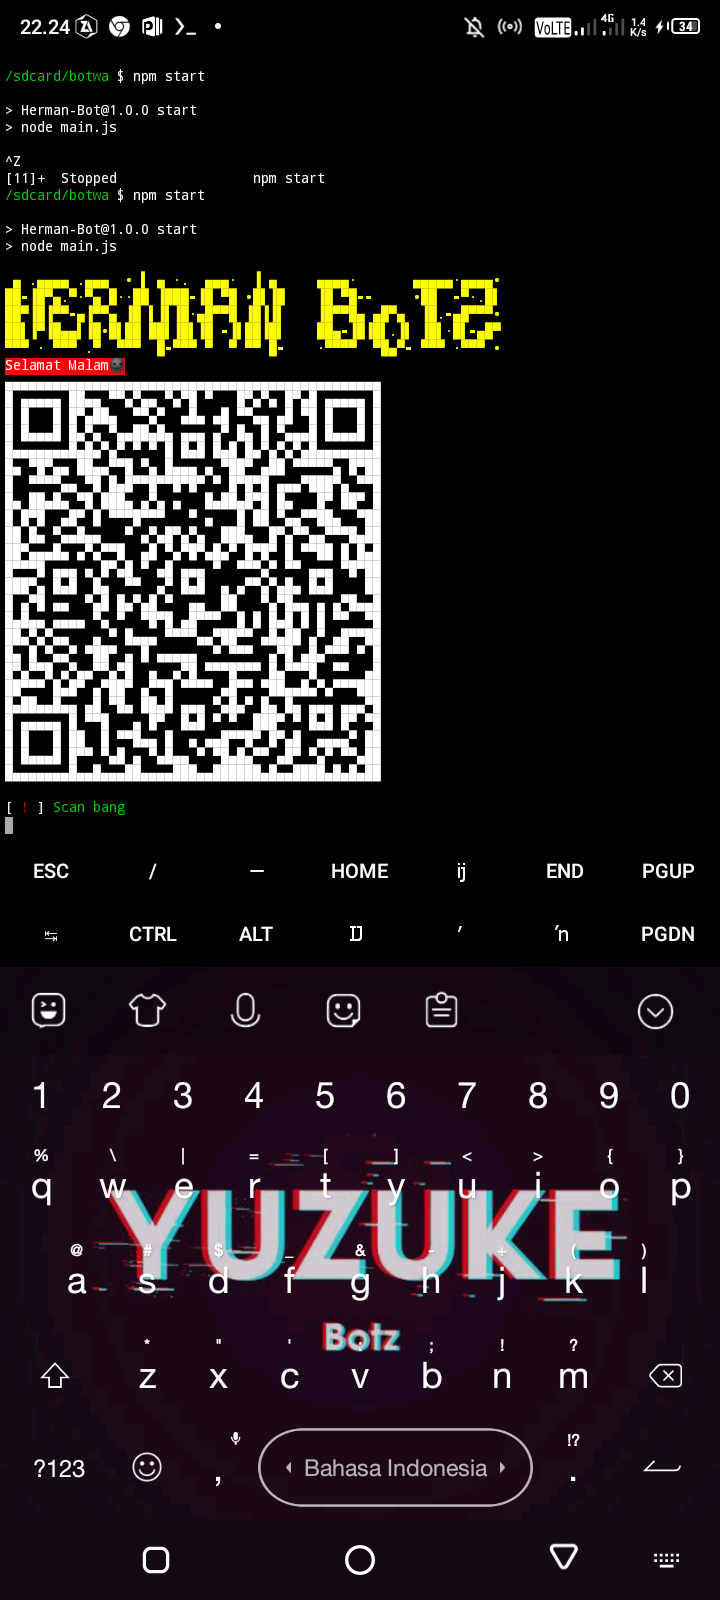 22.24
VoLTE 4G 1.4 K/s 34
/sdcard/botwa $ npm start
> Herman-Bot@1.0.0 start
> node main.js
^Z
[11]+  Stopped                 npm start
/sdcard/botwa $ npm start
> Herman-Bot@1.0.0 start
> node main.js
HERMAN BoTZ
Selamat Malam🌚
[ ! ] Scan bang
ESC / — HOME ĳ END PGUP
↹ CTRL ALT Ĳ ʼn PGDN
1 2 3 4 5 6 7 8 9 0
% \ | = [ ] < > { }
q w e r t y u i o p
YUZUKE
@ # $ _ & - + ( )
a s d f g h j k l
Botz
* " ' : ; ! ?
z x c v b n m
!?
?123 , Bahasa Indonesia .